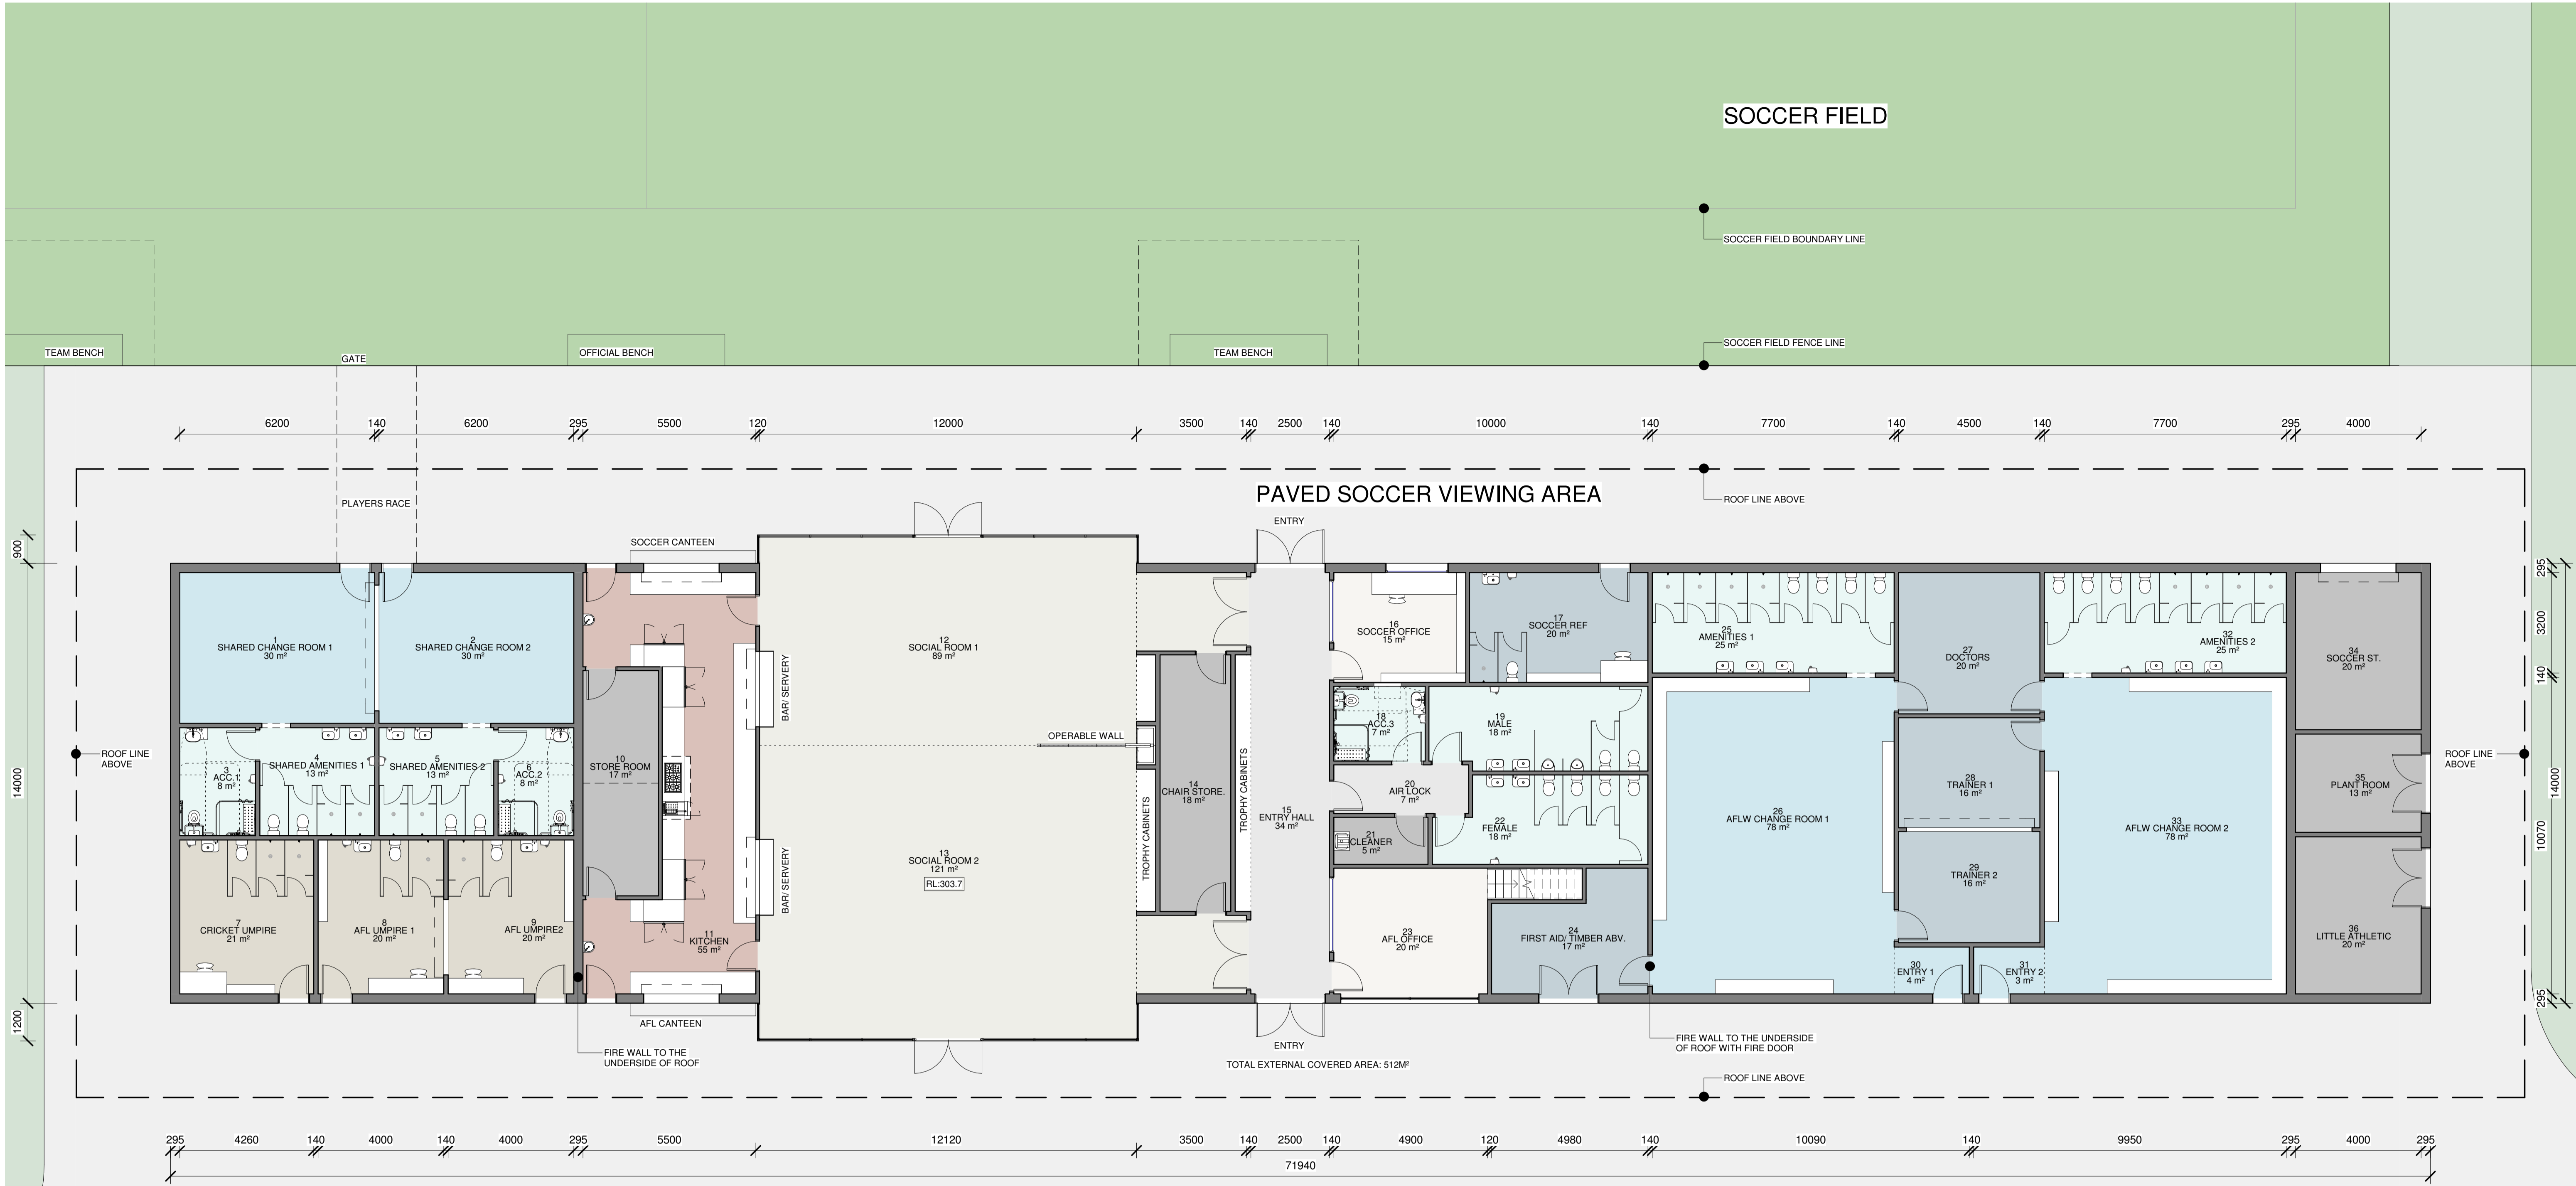 SOCCER FIELD
SOCCER FIELD BOUNDARY LINE
SOCCER FIELD FENCE LINE
TEAM BENCH
GATE
OFFICIAL BENCH
TEAM BENCH
6200 140 6200 295 5500 120 12000 3500 140 2500 140 10000 140 7700 140 4500 140 7700 295 4000
PLAYERS RACE
PAVED SOCCER VIEWING AREA
ROOF LINE ABOVE
ENTRY
SOCCER CANTEEN
900
14000
1200
295
3200
140
14000
10070
295
ROOF LINE
ABOVE
ROOF LINE
ABOVE
1
SHARED CHANGE ROOM 1
30 m²
2
SHARED CHANGE ROOM 2
30 m²
3
ACC.1
8 m²
4
SHARED AMENITIES 1
13 m²
5
SHARED AMENITIES 2
13 m²
6
ACC.2
8 m²
7
CRICKET UMPIRE
21 m²
8
AFL UMPIRE 1
20 m²
9
AFL UMPIRE2
20 m²
10
STORE ROOM
17 m²
11
KITCHEN
55 m²
BAR/ SERVERY
BAR/ SERVERY
12
SOCIAL ROOM 1
89 m²
OPERABLE WALL
13
SOCIAL ROOM 2
121 m²
RL:303.7
TROPHY CABINETS
14
CHAIR STORE.
18 m²
TROPHY CABINETS
15
ENTRY HALL
34 m²
16
SOCCER OFFICE
15 m²
17
SOCCER REF
20 m²
18
ACC.3
7 m²
19
MALE
18 m²
20
AIR LOCK
7 m²
21
CLEANER
5 m²
22
FEMALE
18 m²
23
AFL OFFICE
20 m²
24
FIRST AID/ TIMBER ABV.
17 m²
25
AMENITIES 1
25 m²
26
AFLW CHANGE ROOM 1
78 m²
27
DOCTORS
20 m²
28
TRAINER 1
16 m²
29
TRAINER 2
16 m²
30
ENTRY 1
4 m²
31
ENTRY 2
3 m²
32
AMENITIES 2
25 m²
33
AFLW CHANGE ROOM 2
78 m²
34
SOCCER ST.
20 m²
35
PLANT ROOM
13 m²
36
LITTLE ATHLETIC
20 m²
AFL CANTEEN
FIRE WALL TO THE
UNDERSIDE OF ROOF
ENTRY
TOTAL EXTERNAL COVERED AREA: 512M²
FIRE WALL TO THE UNDERSIDE
OF ROOF WITH FIRE DOOR
ROOF LINE ABOVE
295 4260 140 4000 140 4000 295 5500 12120 3500 140 2500 140 4900 120 4980 140 10090 140 9950 295 4000 295
71940